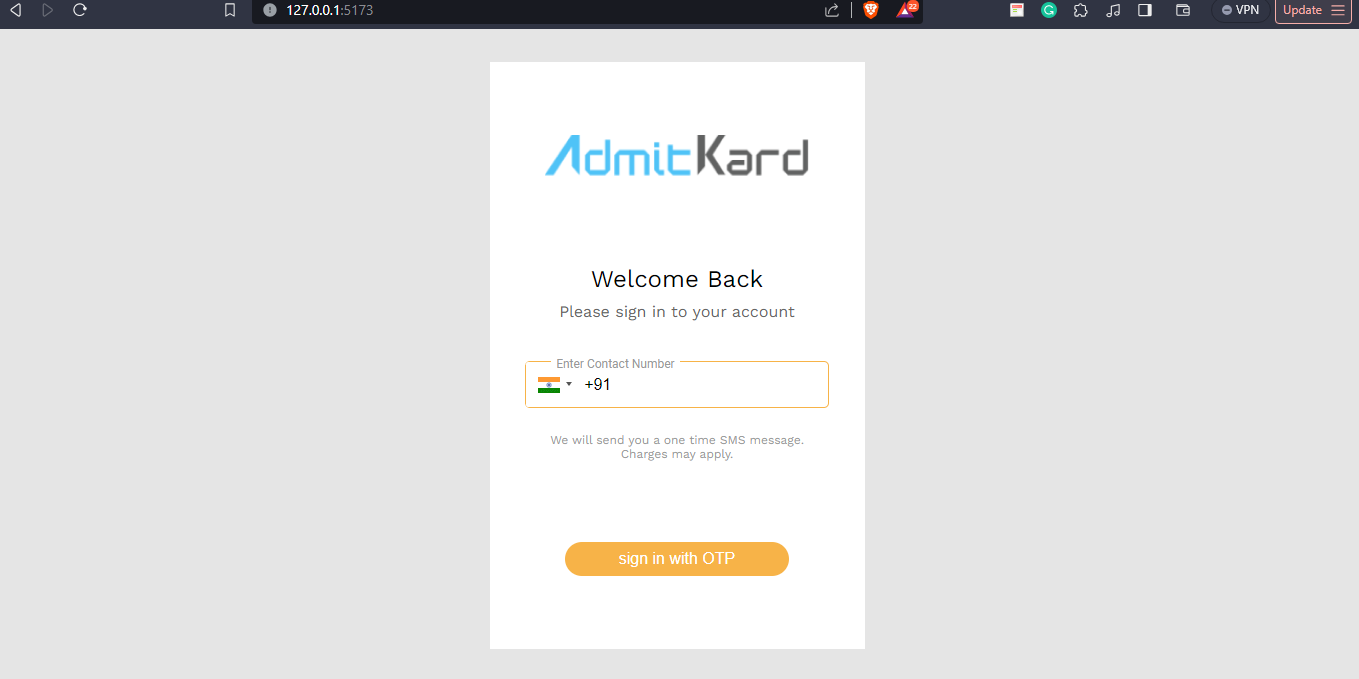 127.0.0.1:5173
22
VPN
Update
AdmitKard
Welcome Back
Please sign in to your account
Enter Contact Number
+91
We will send you a one time SMS message.
Charges may apply.
sign in with OTP